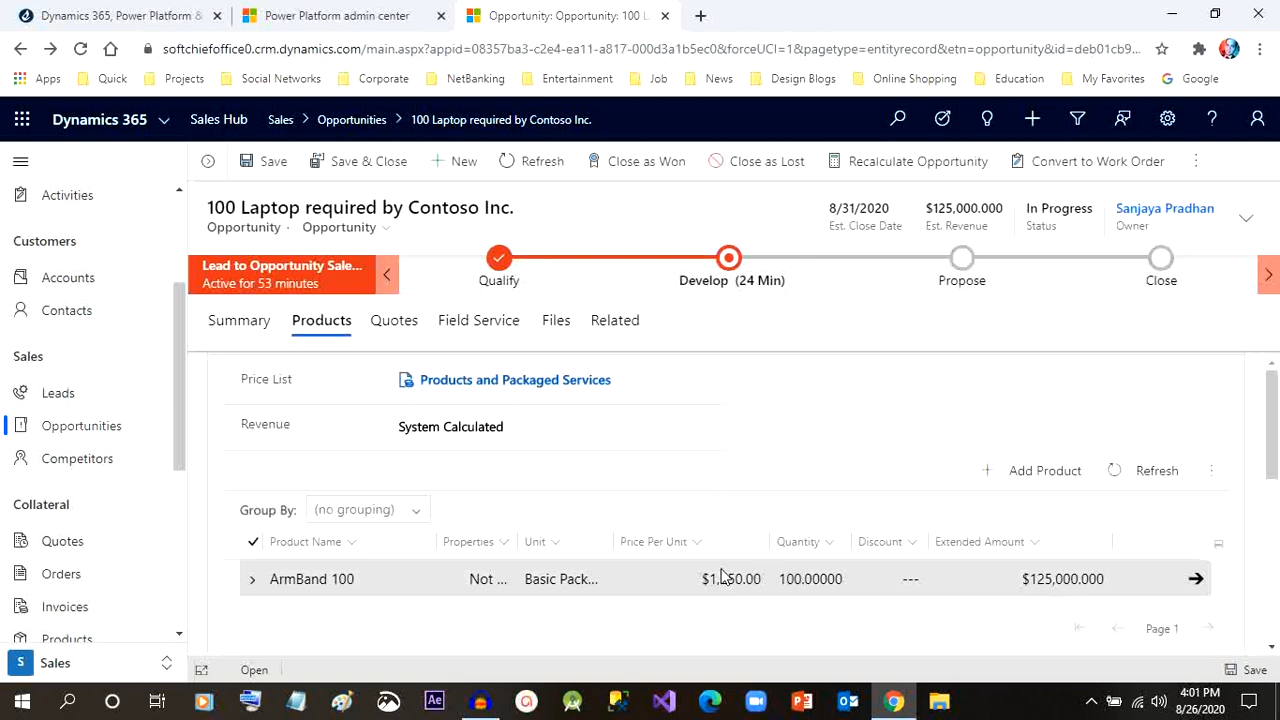 Dynamics 365, Power Platform &
Power Platform admin center
Opportunity: Opportunity: 100 L
softchiefoffice0.crm.dynamics.com/main.aspx?appid=08357ba3-c2e4-ea11-a817-000d3a1b5ec0&forceUCI=1&pagetype=entityrecord&etn=opportunity&id=deb01cb9...
Apps Quick Projects Social Networks Corporate NetBanking Entertainment Job News Design Blogs Online Shopping Education My Favorites Google
Dynamics 365 Sales Hub Sales > Opportunities > 100 Laptop required by Contoso Inc.
Save Save & Close New Refresh Close as Won Close as Lost Recalculate Opportunity Convert to Work Order
Activities
Customers
Accounts
Contacts
Sales
Leads
Opportunities
Competitors
Collateral
Quotes
Orders
Invoices
Products
S Sales
100 Laptop required by Contoso Inc.
Opportunity · Opportunity
8/31/2020 $125,000.000 In Progress Sanjaya Pradhan
Est. Close Date Est. Revenue Status Owner
Lead to Opportunity Sale...
Active for 53 minutes
Qualify Develop (24 Min) Propose Close
Summary Products Quotes Field Service Files Related
Price List Products and Packaged Services
Revenue System Calculated
Add Product Refresh
Group By: (no grouping)
Product Name Properties Unit Price Per Unit Quantity Discount Extended Amount
ArmBand 100 Not ... Basic Pack... 100.00000 --- $125,000.000
Page 1
Open Save
4:01 PM
8/26/2020